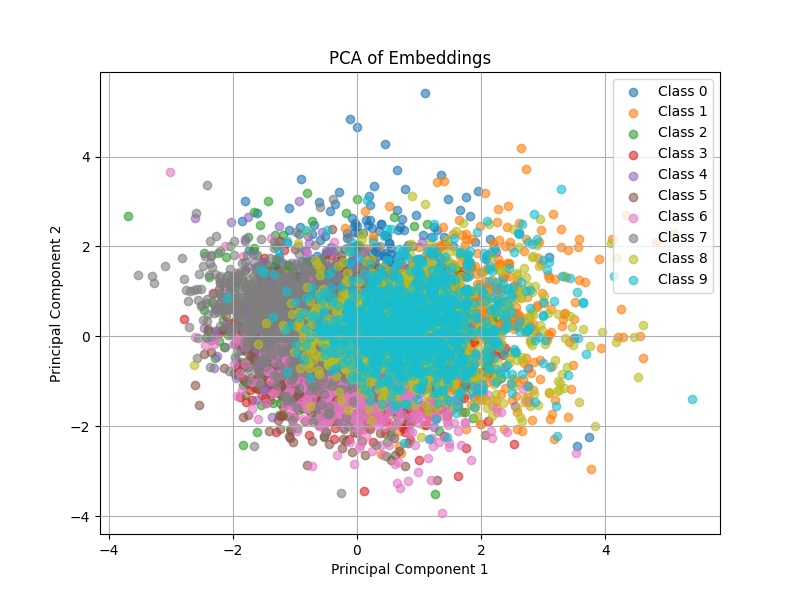 PCA of Embeddings
Class 0
Class 1
Class 2
Class 3
Class 4
Class 5
Class 6
Class 7
Class 8
Class 9
4
2
0
−2
−4
Principal Component 2
−4
−2
0
2
4
Principal Component 1